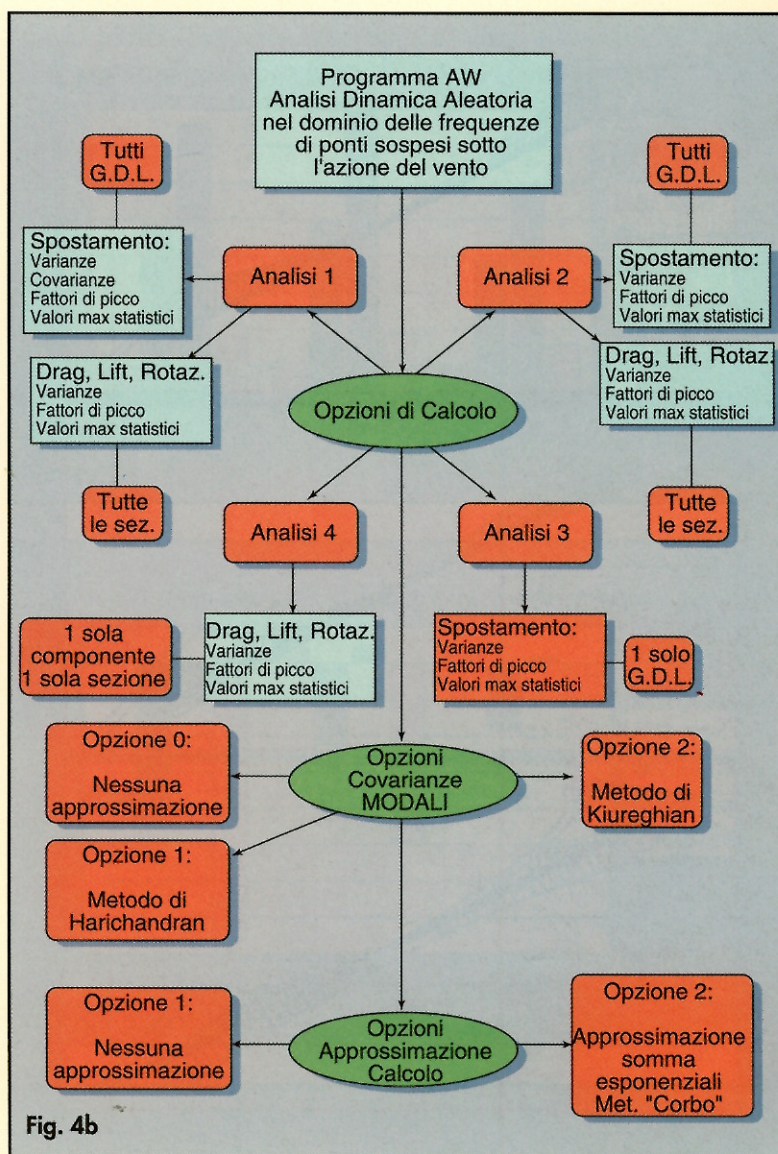 Programma AW
Analisi Dinamica Aleatoria
nel dominio delle frequenze
di ponti sospesi sotto
l'azione del vento
Tutti
G.D.L.
Tutti
G.D.L.
Spostamento:
Varianze
Covarianze
Fattori di picco
Valori max statistici
Analisi 1
Analisi 2
Spostamento:
Varianze
Fattori di picco
Valori max statistici
Drag, Lift, Rotaz.
Varianze
Fattori di picco
Valori max statistici
Opzioni di Calcolo
Drag, Lift, Rotaz.
Varianze
Fattori di picco
Valori max statistici
Tutte
le sez.
Tutte
le sez.
Analisi 4
Analisi 3
1 sola
componente
1 sola sezione
Drag, Lift, Rotaz.
Varianze
Fattori di picco
Valori max statistici
Spostamento:
Varianze
Fattori di picco
Valori max statistici
1 solo
G.D.L.
Opzione 0:
Nessuna
approssimazione
Opzioni
Covarianze
MODALI
Opzione 2:
Metodo di
Kiureghian
Opzione 1:
Metodo di
Harichandran
Opzione 1:
Nessuna
approssimazione
Opzioni
Approssimazione
Calcolo
Opzione 2:
Approssimazione
somma
esponenziali
Met. "Corbo"
Fig. 4b